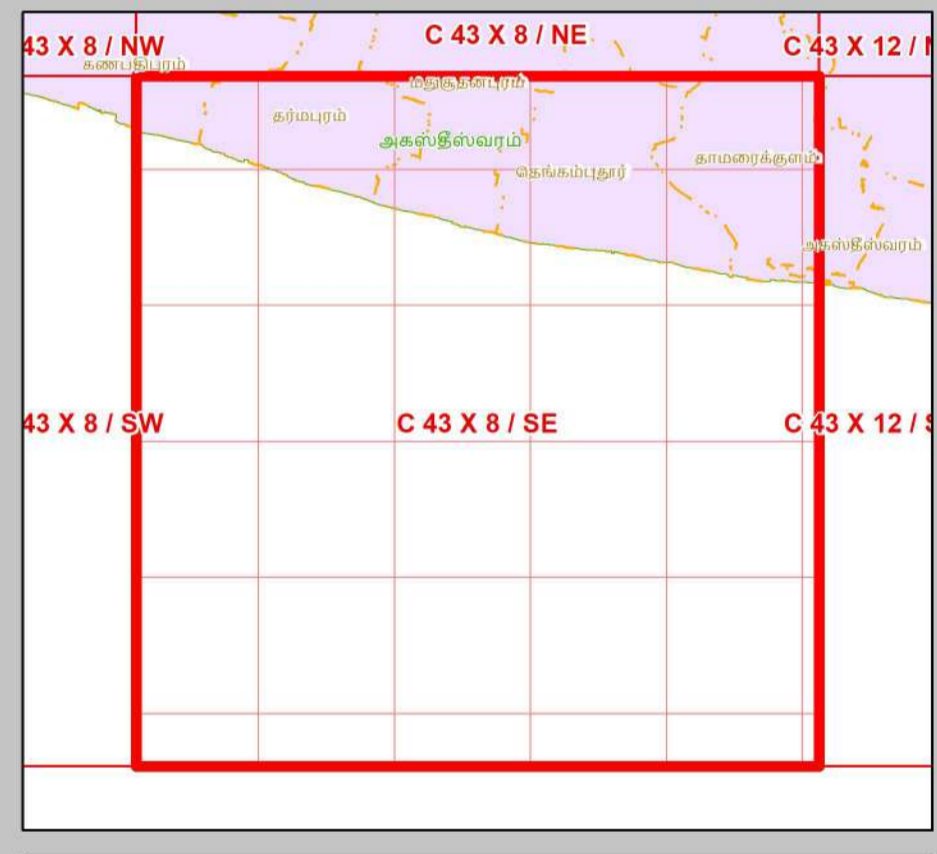 43 X 8 / NW
C 43 X 8 / NE
C 43 X 12 /
கணபதிபுரம்
மதுசூதனபுரம்
தர்மபுரம்
அகஸ்தீஸ்வரம்
தெங்கம்புதூர்
தாமரைக்குளம்
அகஸ்தீஸ்வரம்
43 X 8 / SW
C 43 X 8 / SE
C 43 X 12 / S